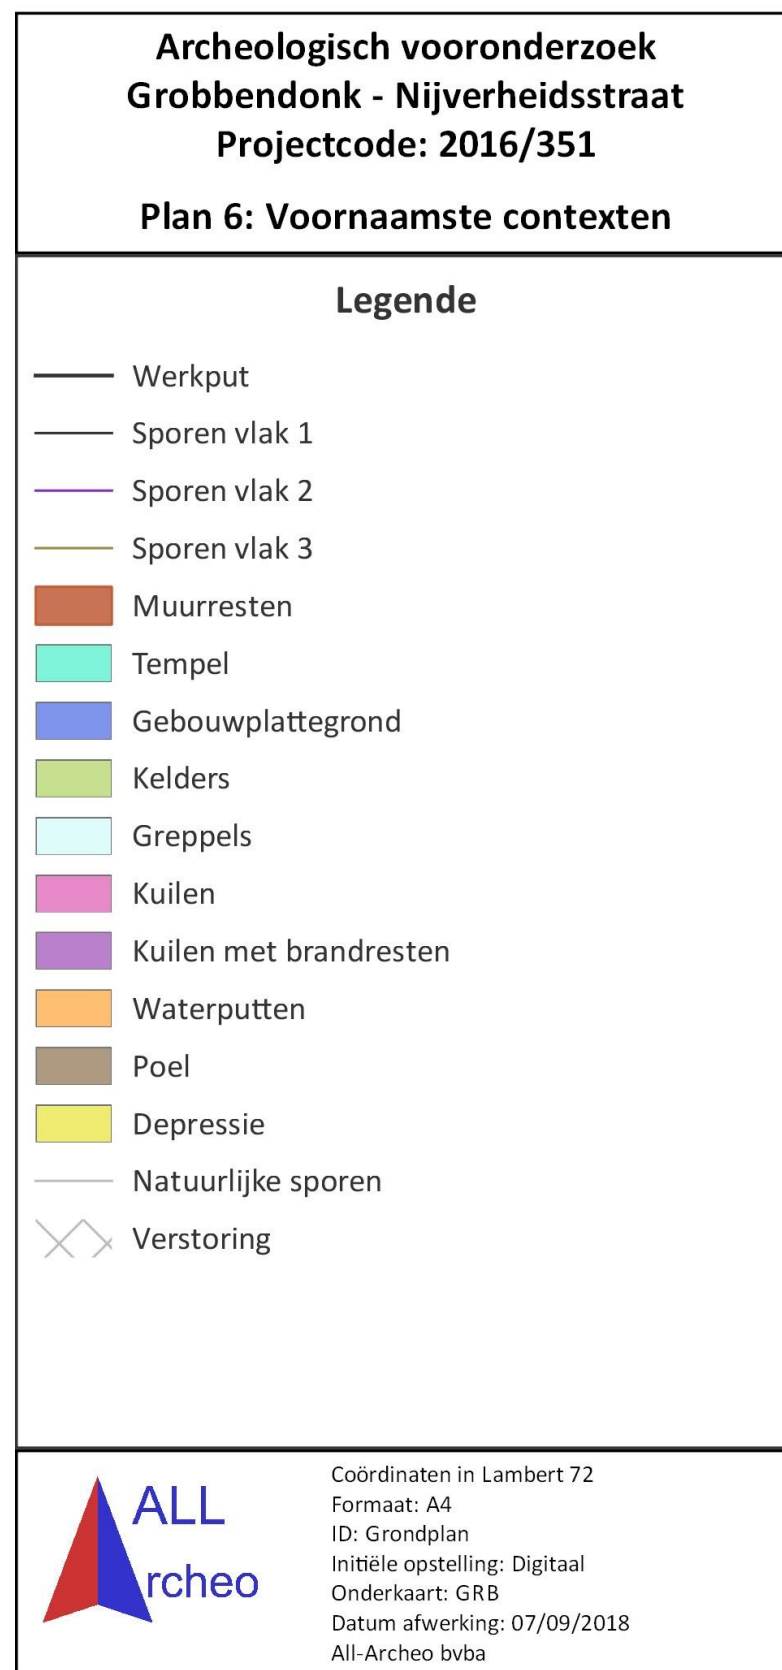 Archeologisch vooronderzoek
Grobbendonk - Nijverheidsstraat
Projectcode: 2016/351
Plan 6: Voornaamste contexten
Legende
Werkput
Sporen vlak 1
Sporen vlak 2
Sporen vlak 3
Muurresten
Tempel
Gebouwplattegrond
Kelders
Greppels
Kuilen
Kuilen met brandresten
Waterputten
Poel
Depressie
Natuurlijke sporen
Verstoring
ALL
rcheo
Coördinaten in Lambert 72
Formaat: A4
ID: Grondplan
Initiële opstelling: Digitaal
Onderkaart: GRB
Datum afwerking: 07/09/2018
All-Archeo bvba